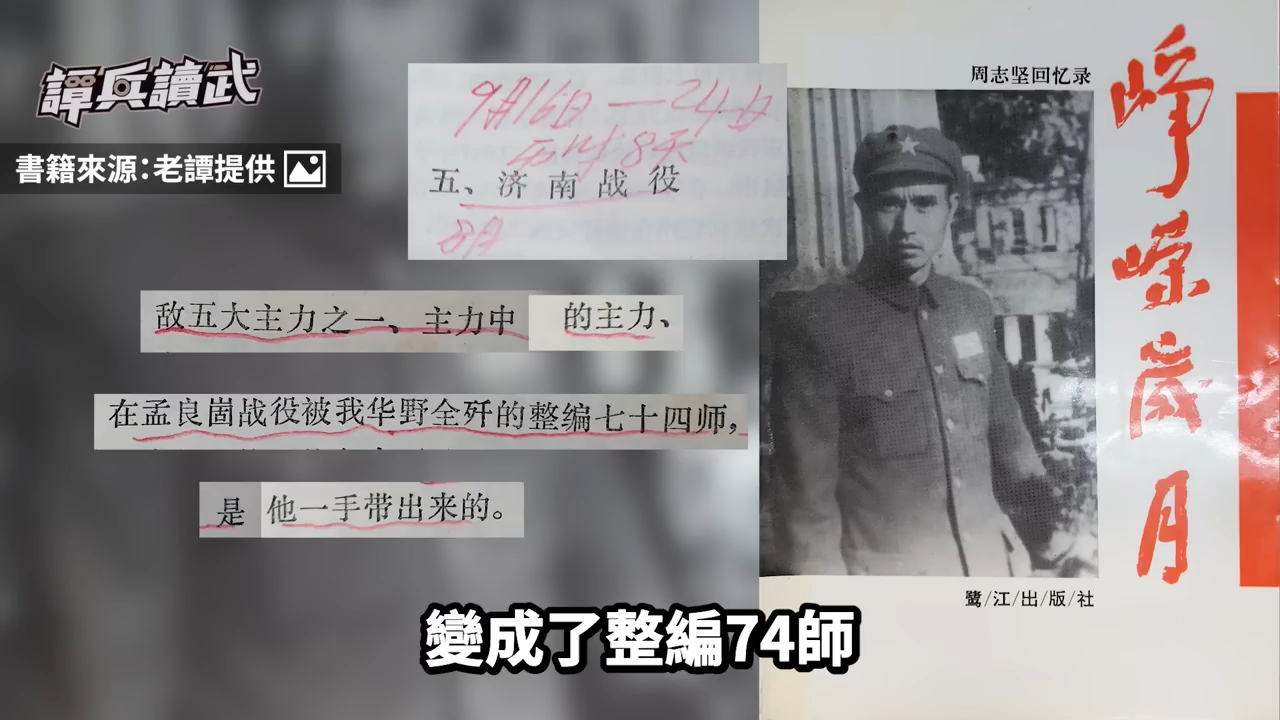 譚兵讀武
書籍來源：老譚提供
9月16日—24日
历时8天
五、济南战役
8月
敌五大主力之一、主力中的主力、
在孟良崮战役被我华野全歼的整编七十四师，
是他一手带出来的。
周志坚回忆录
峥嵘岁月
鹭/江/出/版/社
變成了整編74師